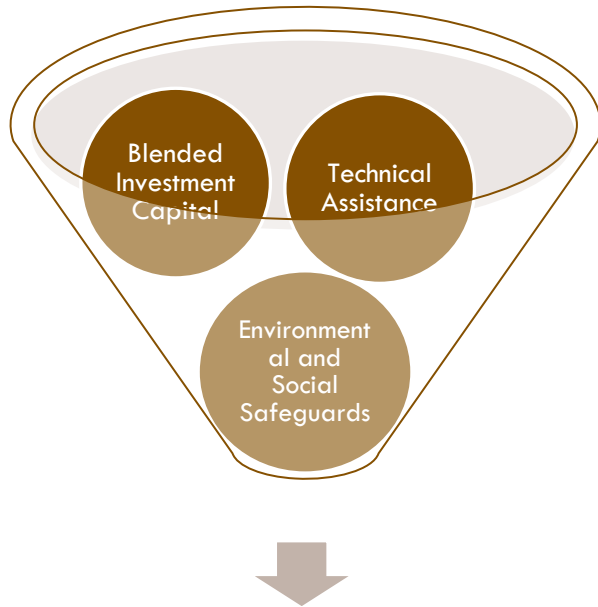 Blended
Investment
Capital
Technical
Assistance
Environment
al and
Social
Safeguards